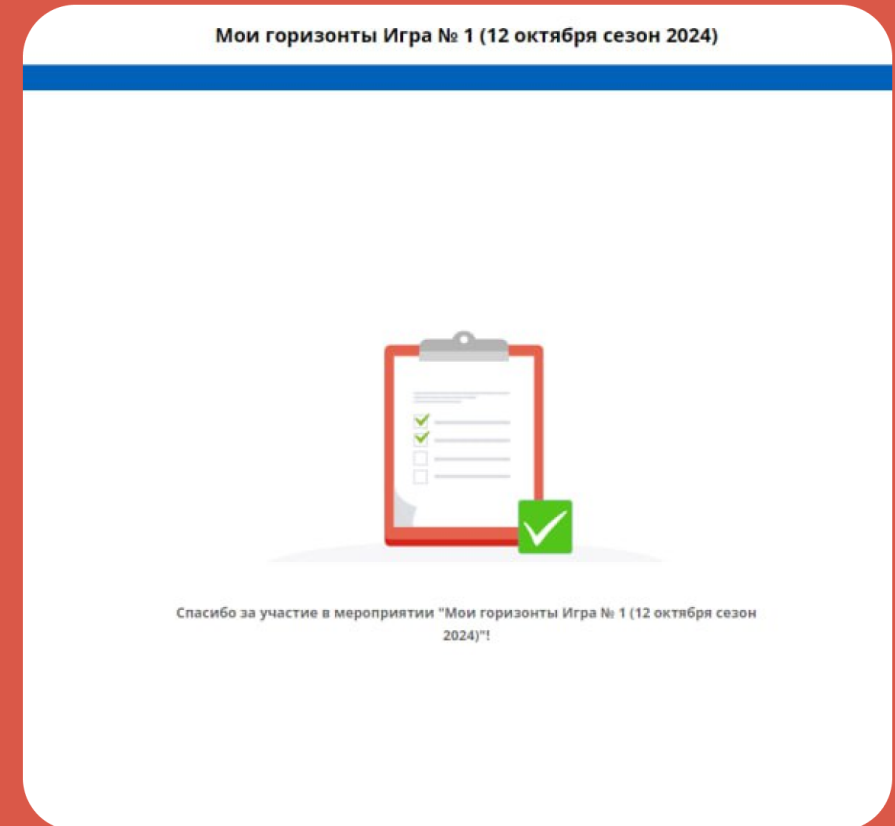 Мои горизонты Игра № 1 (12 октября сезон 2024)
Спасибо за участие в мероприятии "Мои горизонты Игра № 1 (12 октября сезон
2024)"!